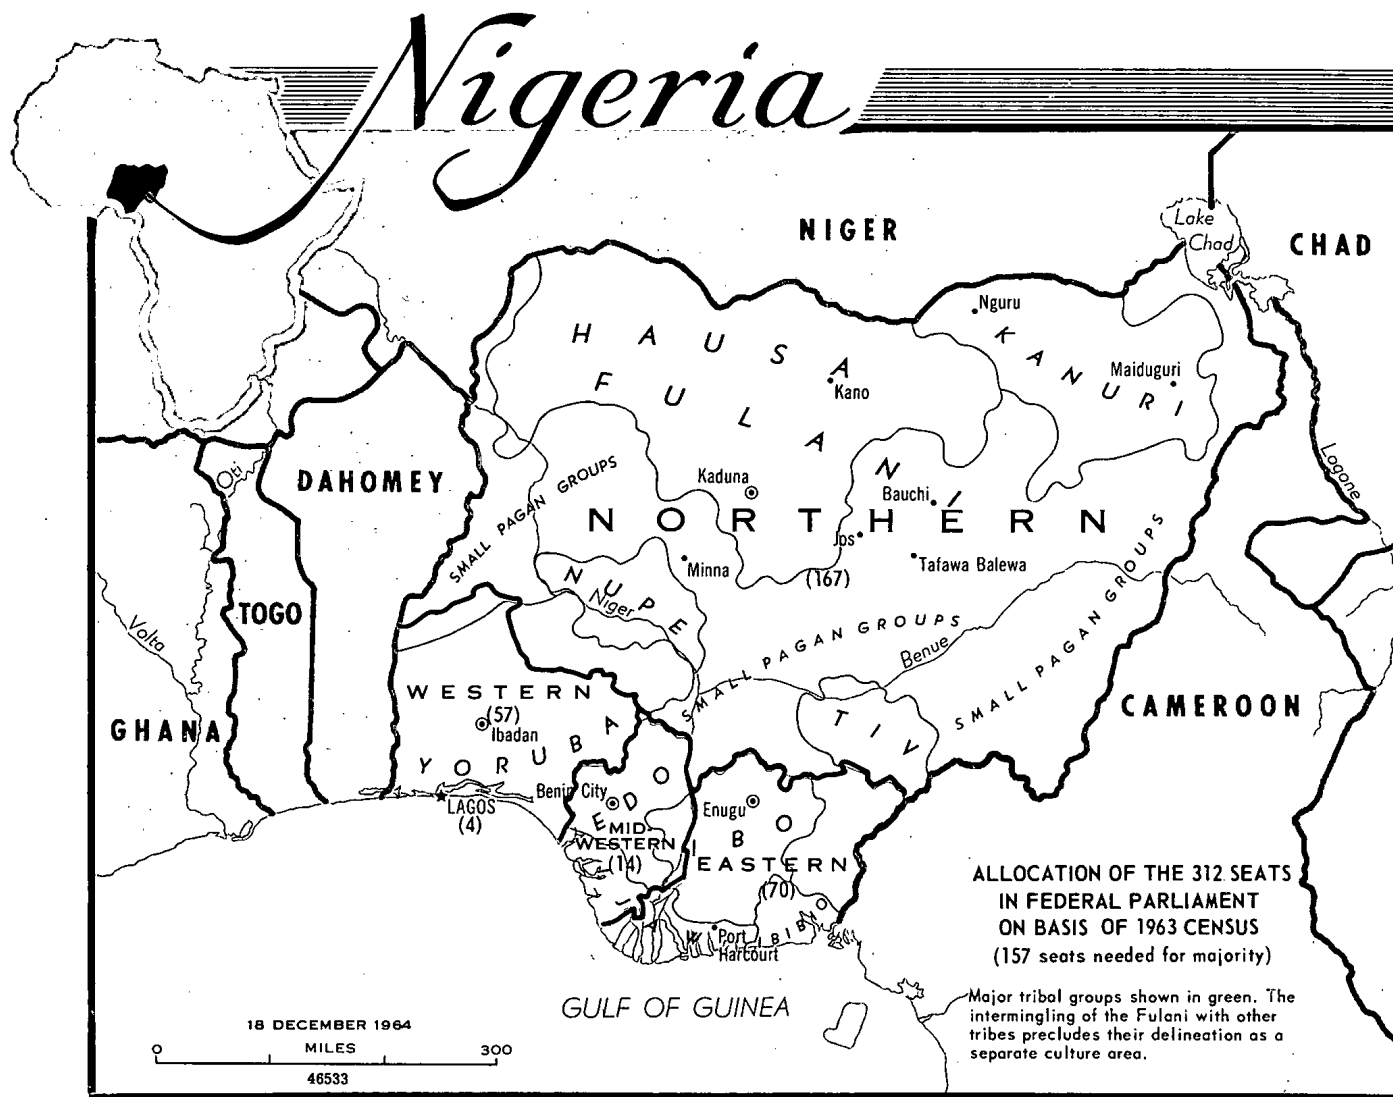 Nigeria
NIGER
CHAD
Lake
Chad
Nguru
HAUSA
KANURI
Maiduguri
Kano
FULANI
Logone
Oti
DAHOMEY
SMALL PAGAN GROUPS
Kaduna
Bauchi
NORTHERN
Jos
(167)
Tafawa Balewa
Minna
NUPE
Niger
SMALL PAGAN GROUPS
Benue
SMALL PAGAN GROUPS
TOGO
Volta
GHANA
WESTERN
(57)
Ibadan
YORUBA
TIV
CAMEROON
Benin City
EDO
LAGOS
(4)
MID-
WESTERN
(14)
Enugu
IBO
EASTERN
(70)
IBIBIO
IJAW
Port
Harcourt
GULF OF GUINEA
ALLOCATION OF THE 312 SEATS
IN FEDERAL PARLIAMENT
ON BASIS OF 1963 CENSUS
(157 seats needed for majority)
Major tribal groups shown in green. The
intermingling of the Fulani with other
tribes precludes their delineation as a
separate culture area.
18 DECEMBER 1964
MILES
0 300
46533